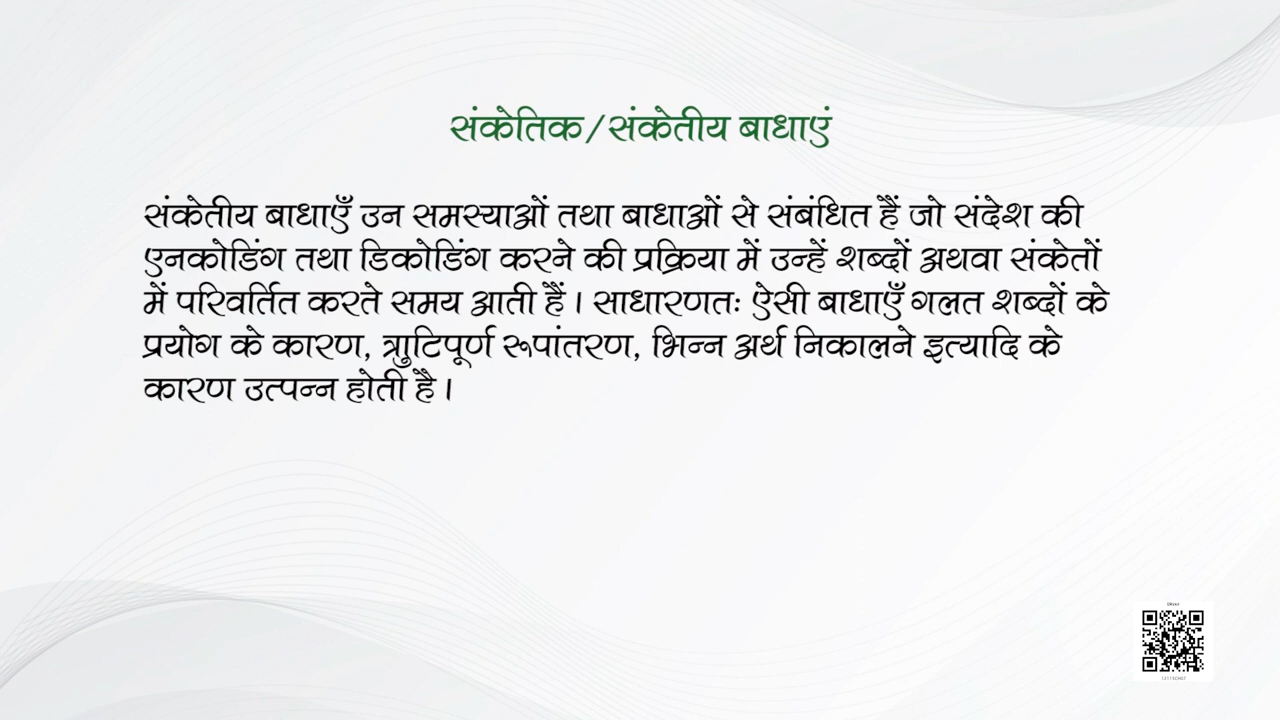 संकेतिक/संकेतीय बाधाएं
संकेतीय बाधाएँ उन समस्याओं तथा बाधाओं से संबंधित हैं जो संदेश की
एनकोडिंग तथा डिकोडिंग करने की प्रक्रिया में उन्हें शब्दों अथवा संकेतों
में परिवर्तित करते समय आती हैं। साधारणतः ऐसी बाधाएँ गलत शब्दों के
प्रयोग के कारण, त्राुटिपूर्ण रूपांतरण, भिन्न अर्थ निकालने इत्यादि के
कारण उत्पन्न होती है।